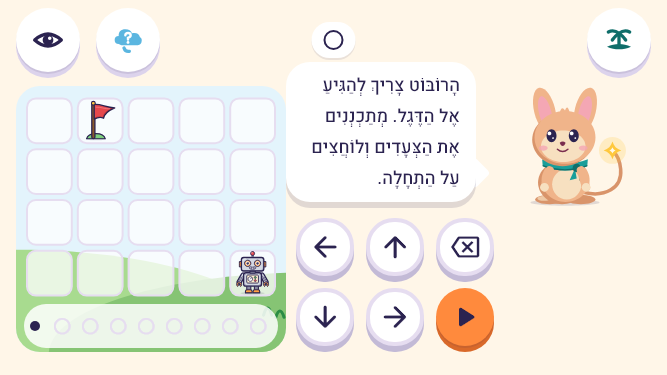 הָרוֹבּוֹט צָרִיךְ לְהַגִּיעַ
אֶל הַדֶּגֶל. מְתַכְנְנִים
אֶת הַצְּעָדִים וְלוֹחֲצִים
עַל הַתְחָלָה.
?